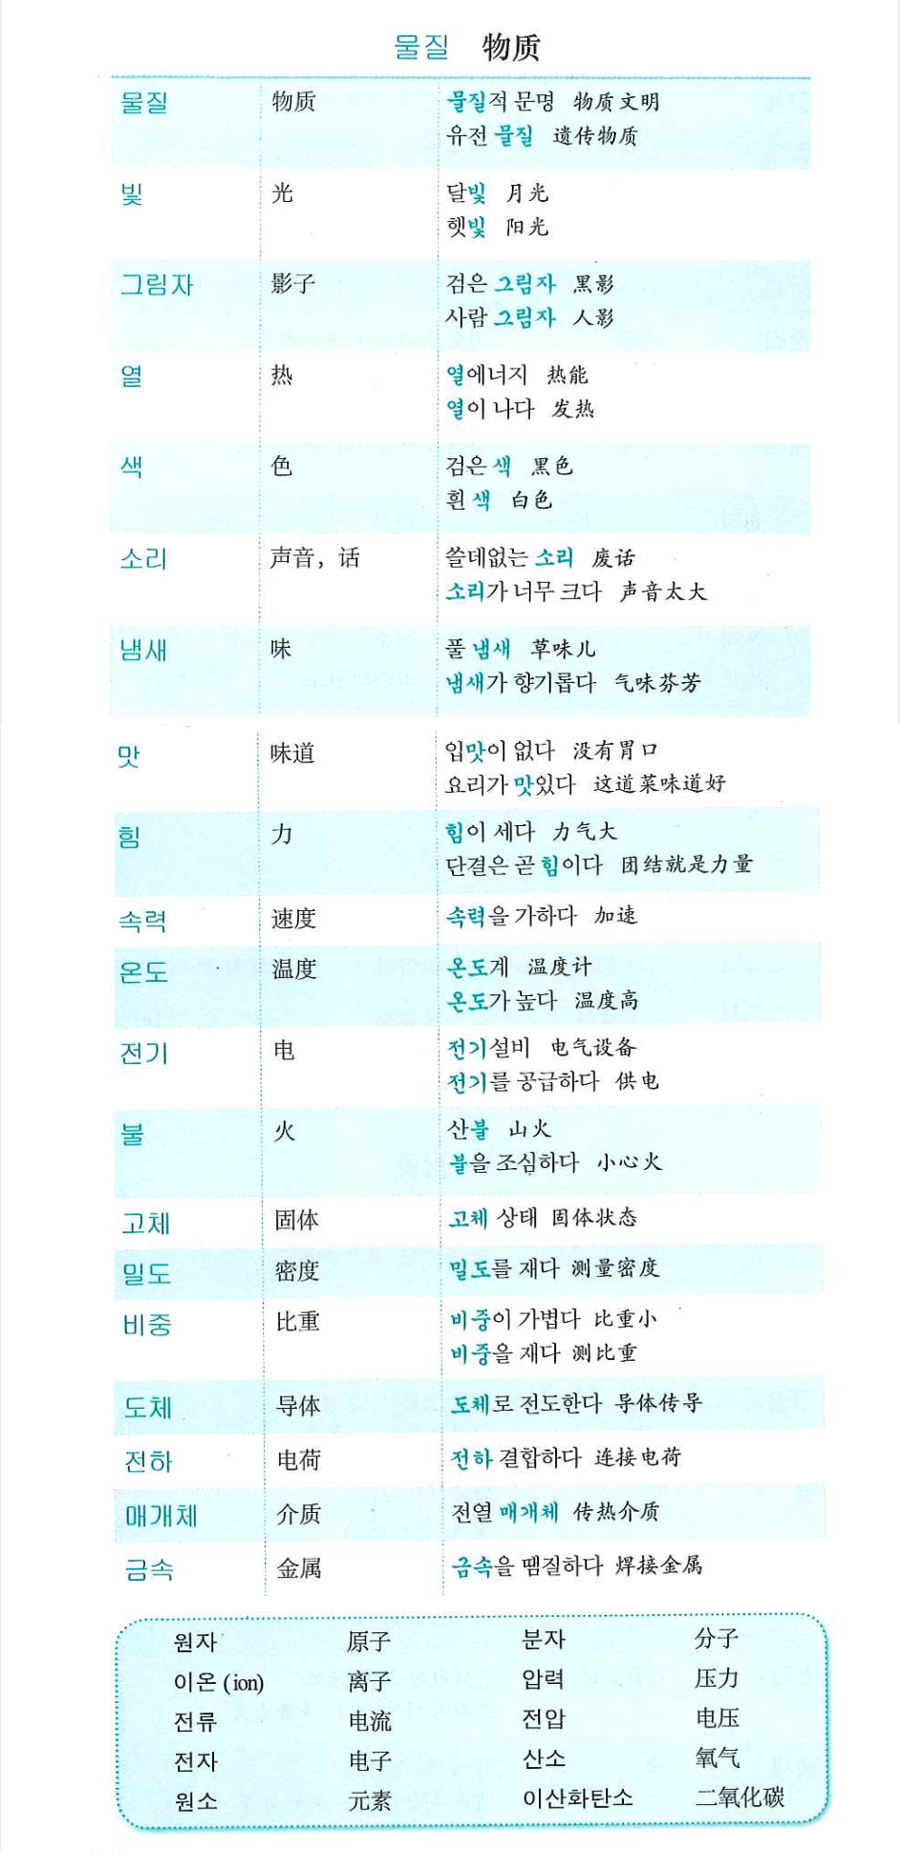 물질 物质
물질 物质 물질적 문명 物质文明
유전 물질 遗传物质
빛 光 달빛 月光
햇빛 阳光
그림자 影子 검은 그림자 黑影
사람 그림자 人影
열 热 열에너지 热能
열이 나다 发热
색 色 검은 색 黑色
흰 색 白色
소리 声音，话 쓸데없는 소리 废话
소리가 너무 크다 声音太大
냄새 味 풀 냄새 草味儿
냄새가 향기롭다 气味芬芳
맛 味道 입맛이 없다 没有胃口
요리가 맛있다 这道菜味道好
힘 力 힘이 세다 力气大
단결은 곧 힘이다 团结就是力量
속력 速度 속력을 가하다 加速
온도 温度 온도계 温度计
온도가 높다 温度高
전기 电 전기설비 电气设备
전기를 공급하다 供电
불 火 산불 山火
불을 조심하다 小心火
고체 固体 고체 상태 固体状态
밀도 密度 밀도를 재다 测量密度
비중 比重 비중이 가볍다 比重小
비중을 재다 测比重
도체 导体 도체로 전도한다 导体传导
전하 电荷 전하 결합하다 连接电荷
매개체 介质 전열 매개체 传热介质
금속 金属 금속을 땜질하다 焊接金属
원자 原子 분자 分子
이온 (ion) 离子 압력 压力
전류 电流 전압 电压
전자 电子 산소 氧气
원소 元素 이산화탄소 二氧化碳